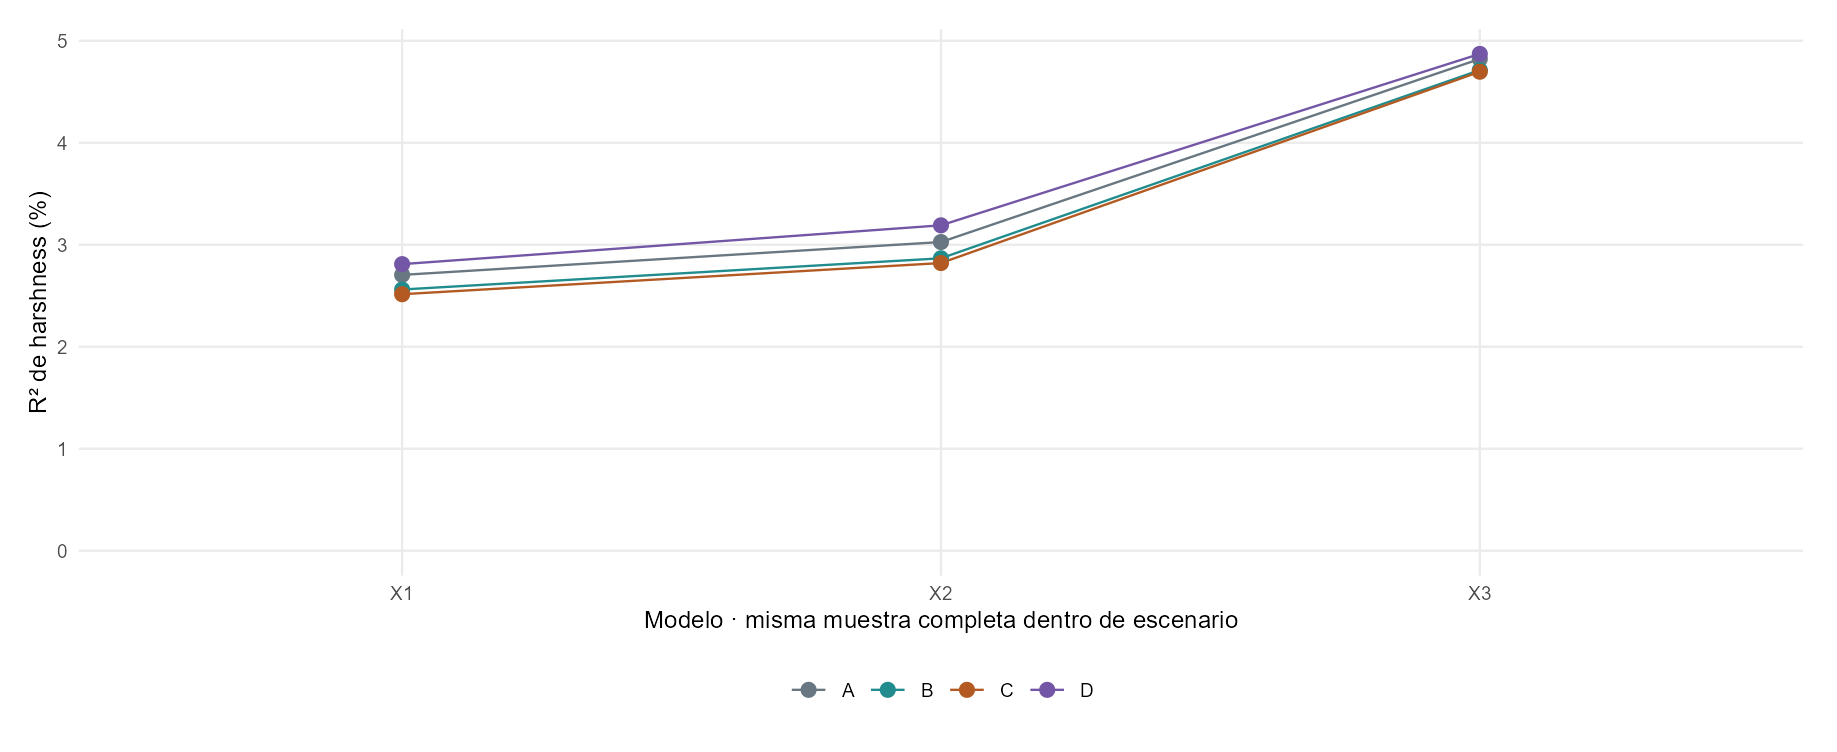 R² de harshness (%)
5
4
3
2
1
0
X1 X2 X3
Modelo · misma muestra completa dentro de escenario
A B C D